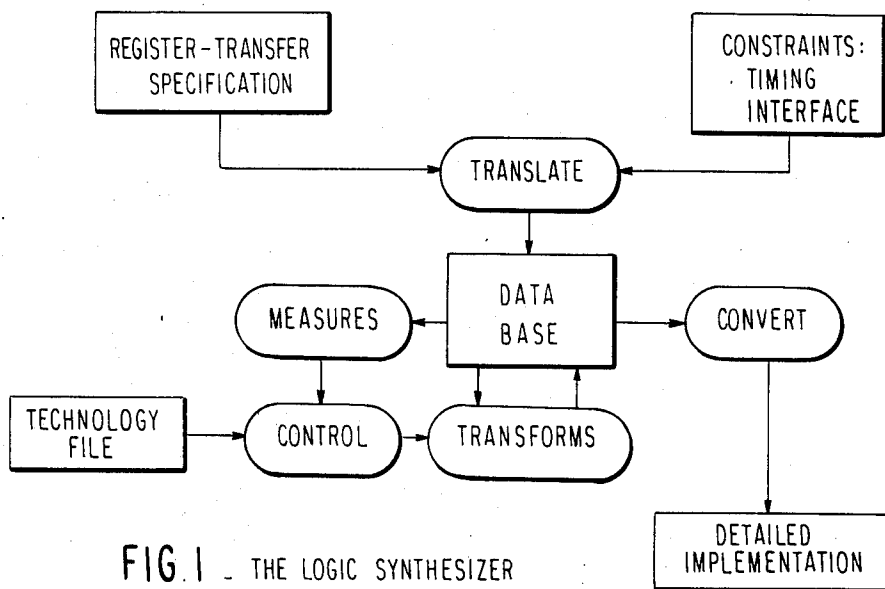 REGISTER-TRANSFER
SPECIFICATION
CONSTRAINTS:
TIMING
INTERFACE
TRANSLATE
DATA
BASE
MEASURES
CONVERT
TECHNOLOGY
FILE
CONTROL
TRANSFORMS
DETAILED
IMPLEMENTATION
FIG.1 - THE LOGIC SYNTHESIZER